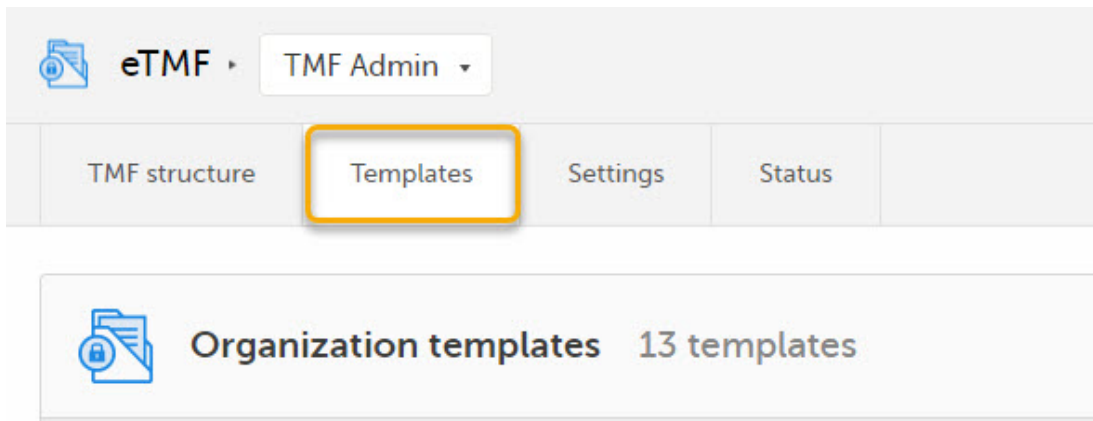 eTMF TMF Admin
TMF structure Templates Settings Status
Organization templates 13 templates